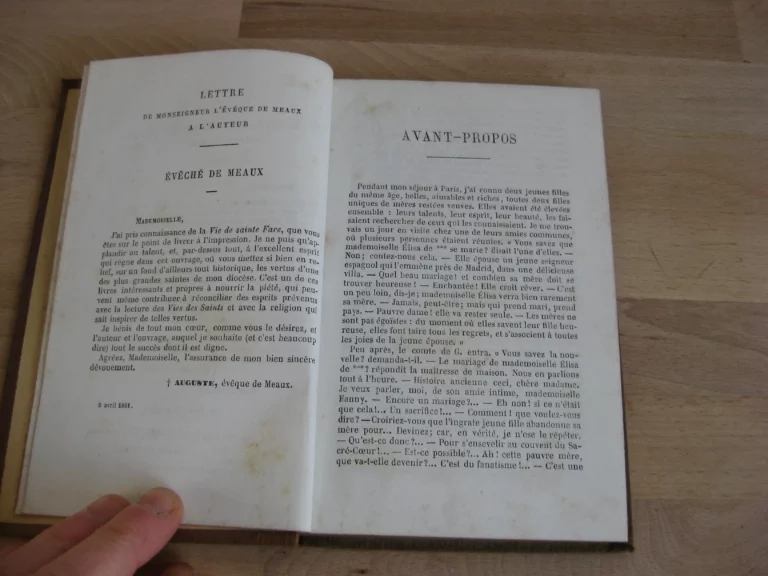 LETTRE
DE MONSEIGNEUR L'ÉVÊQUE DE MEAUX
A L'AUTEUR
ÉVÊCHÉ DE MEAUX
MADEMOISELLE,
J'ai pris connaissance de la Vie de sainte Fare, que vous
êtes sur le point de livrer à l'impression. Je ne puis qu'ap-
plaudir au talent, et, par-dessus tout, à l'excellent esprit
qui règne dans cet ouvrage, où vous mettez si bien en re-
lief, sur un fond d'ailleurs tout historique, les vertus d'une
des plus grandes saintes de mon diocèse. C'est un de ces
livres intéressants et propres à nourrir la piété, qui peu-
vent même contribuer à réconcilier des esprits prévenus
avec la lecture des Vies des Saints et avec la religion qui
sait inspirer de telles vertus.
Je bénis de tout mon cœur, comme vous le désirez, et
l'auteur et l'ouvrage, auquel je souhaite (et c'est beaucoup
dire) tout le succès dont il est digne.
Agréez, Mademoiselle, l'assurance de mon bien sincère
dévouement.
† AUGUSTE, évêque de Meaux.
avril
AVANT-PROPOS
Pendant mon séjour à Paris, j'ai connu deux jeunes filles
du même âge, belles, aimables et riches, toutes deux filles
uniques de mères restées veuves. Elles avaient été élevées
ensemble : leurs talents, leur esprit, leur beauté, les fai-
saient rechercher de ceux qui les connaissaient. Je me trou-
vais un jour en visite chez une de leurs amies communes,
où plusieurs personnes étaient réunies. « Vous savez que
mademoiselle Élisa de *** se marie? disait l'une d'elles. —
Non; contez-nous cela. — Elle épouse un jeune seigneur
espagnol qui l'emmène près de Madrid, dans une délicieuse
villa. — Quel beau mariage! et combien sa mère doit se
trouver heureuse! — Enchantée! Elle croit rêver. — C'est
un peu loin, dis-je; mademoiselle Élisa verra bien rarement
sa mère. — Jamais, peut-être; mais qui prend mari, prend
pays. — Pauvre dame! elle va rester seule. — Les mères ne
sont pas égoïstes : du moment où elles savent leur fille heu-
reuse, elles font taire tous les regrets, et s'associent à toutes
les joies de la jeune épouse. »
Peu après, le comte de G. entra. « Vous savez la nou-
velle? demanda-t-il. — Le mariage de mademoiselle Élisa
de ***? répondit la maîtresse de maison. Nous en parlions
tout à l'heure. — Histoire ancienne ceci, chère madame.
Je veux parler, moi, de son amie intime, mademoiselle
Fanny. — Encore un mariage?... — Eh non! si ce n'était
que cela!... Un sacrifice!... — Comment! que voulez-vous
dire? — Croiriez-vous que l'ingrate jeune fille abandonne sa
mère pour... Devinez; car, en vérité, je n'ose le répéter.
— Qu'est-ce donc?... — Pour s'ensevelir au couvent du Sa-
cré-Cœur!... — Est-ce possible?... Ah! cette pauvre mère,
que va-t-elle devenir?... C'est du fanatisme!... — C'est une